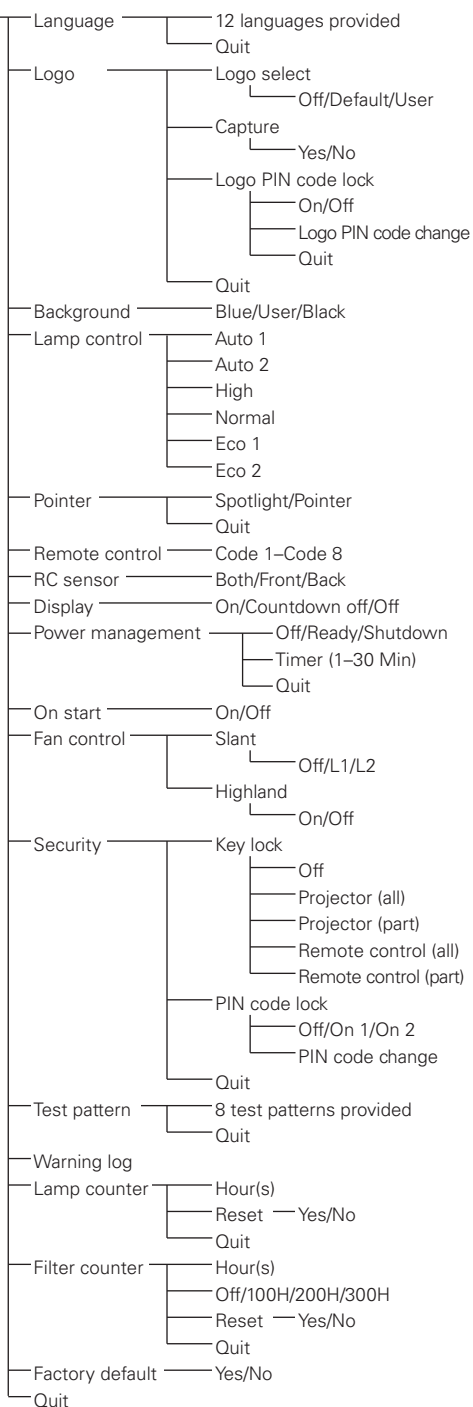 Language 12 languages provided
Quit
Logo Logo select
Off/Default/User
Capture
Yes/No
Logo PIN code lock
On/Off
Logo PIN code change
Quit
Quit
Background Blue/User/Black
Lamp control Auto 1
Auto 2
High
Normal
Eco 1
Eco 2
Pointer Spotlight/Pointer
Quit
Remote control Code 1–Code 8
RC sensor Both/Front/Back
Display On/Countdown off/Off
Power management Off/Ready/Shutdown
Timer (1–30 Min)
Quit
On start On/Off
Fan control Slant
Off/L1/L2
Highland
On/Off
Security Key lock
Off
Projector (all)
Projector (part)
Remote control (all)
Remote control (part)
PIN code lock
Off/On 1/On 2
PIN code change
Quit
Test pattern 8 test patterns provided
Quit
Warning log
Lamp counter Hour(s)
Reset Yes/No
Quit
Filter counter Hour(s)
Off/100H/200H/300H
Reset Yes/No
Quit
Factory default Yes/No
Quit